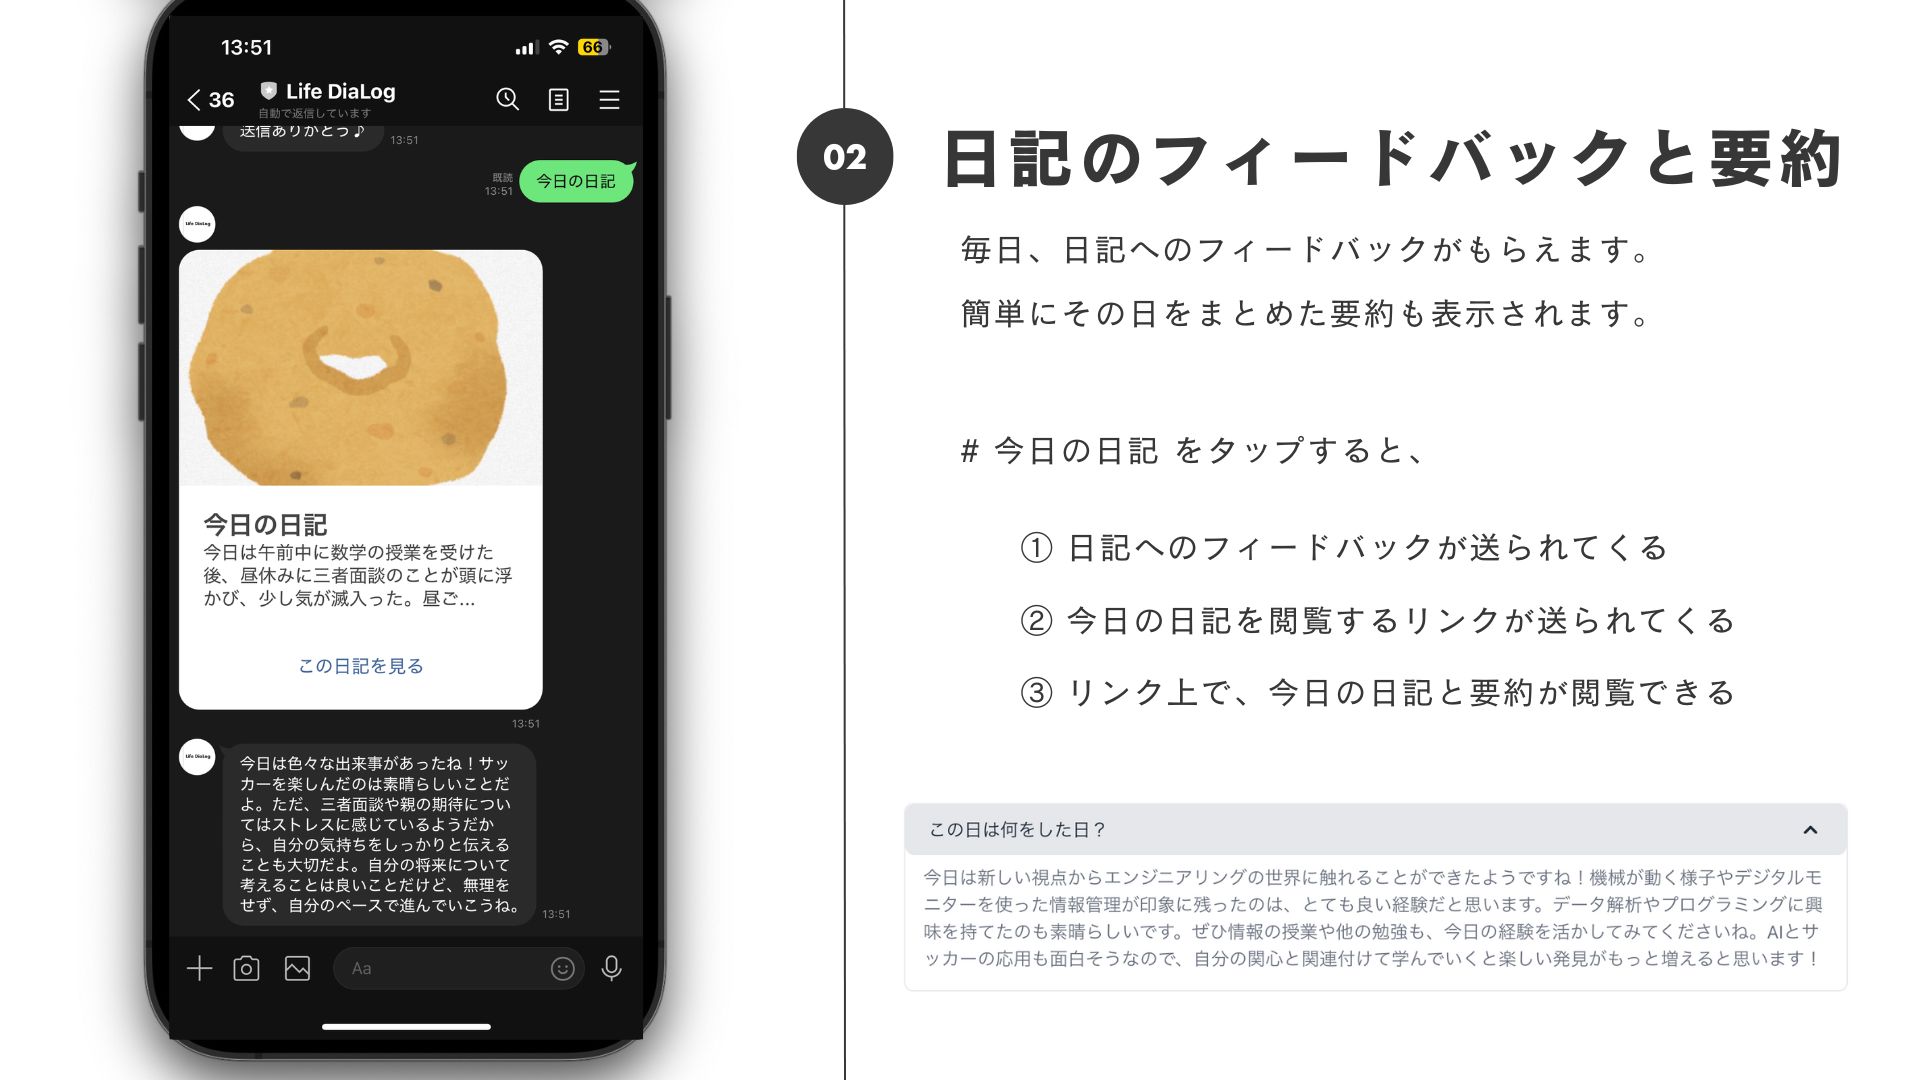 13:51
66
36
Life DiaLog
自動で返信しています
送信ありがとう♪
13:51
既読
13:51
今日の日記
Life DiaLog
今日の日記
今日は午前中に数学の授業を受けた
後、昼休みに三者面談のことが頭に浮
かび、少し気が滅入った。昼ご...
この日記を見る
13:51
Life DiaLog
今日は色々な出来事があったね！サッ
カーを楽しんだのは素晴らしいことだ
よ。ただ、三者面談や親の期待につい
てはストレスに感じているようだか
ら、自分の気持ちをしっかりと伝える
ことも大切だよ。自分の将来について
考えることは良いことだけど、無理を
せず、自分のペースで進んでいこうね。
13:51
Aa
02
日記のフィードバックと要約
毎日、日記へのフィードバックがもらえます。
簡単にその日をまとめた要約も表示されます。
# 今日の日記 をタップすると、
① 日記へのフィードバックが送られてくる
② 今日の日記を閲覧するリンクが送られてくる
③ リンク上で、今日の日記と要約が閲覧できる
この日は何をした日？
今日は新しい視点からエンジニアリングの世界に触れることができたようですね！機械が動く様子やデジタルモ
ニターを使った情報管理が印象に残ったのは、とても良い経験だと思います。データ解析やプログラミングに興
味を持てたのも素晴らしいです。ぜひ情報の授業や他の勉強も、今日の経験を活かしてみてくださいね。AIとサ
ッカーの応用も面白そうなので、自分の関心と関連付けて学んでいくと楽しい発見がもっと増えると思います！